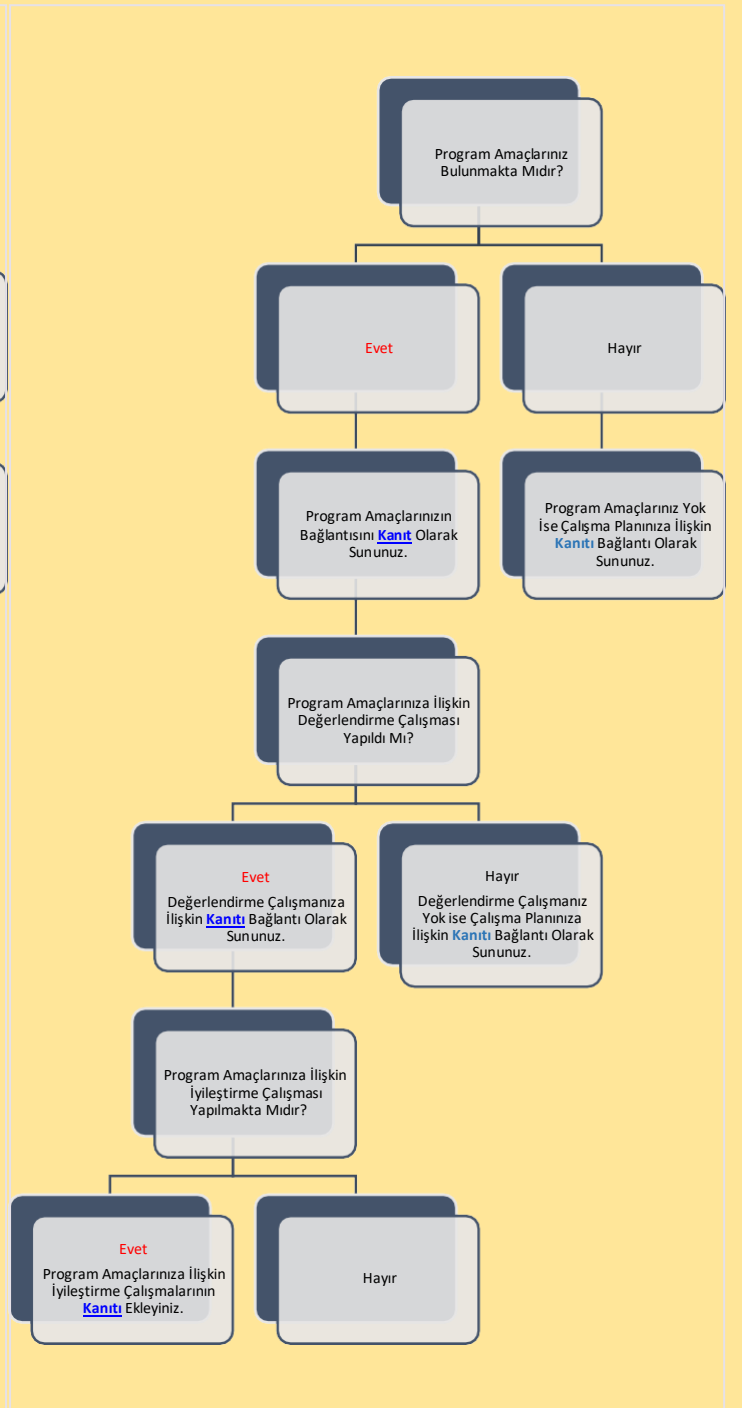 Program Amaçlarınız
Bulunmakta Mıdır?
Evet
Hayır
Program Amaçlarınızın
Bağlantısını Kanıt Olarak
Sununuz.
Program Amaçlarınız Yok
İse Çalışma Planınıza İlişkin
Kanıtı Bağlantı Olarak
Sununuz.
Program Amaçlarınıza İlişkin
Değerlendirme Çalışması
Yapıldı Mı?
Evet
Değerlendirme Çalışmanıza
İlişkin Kanıtı Bağlantı Olarak
Sununuz.
Hayır
Değerlendirme Çalışmanız
Yok ise Çalışma Planınıza
İlişkin Kanıtı Bağlantı Olarak
Sununuz.
Program Amaçlarınıza İlişkin
İyileştirme Çalışması
Yapılmakta Mıdır?
Evet
Program Amaçlarınıza İlişkin
İyileştirme Çalışmalarının
Kanıtı Ekleyiniz.
Hayır